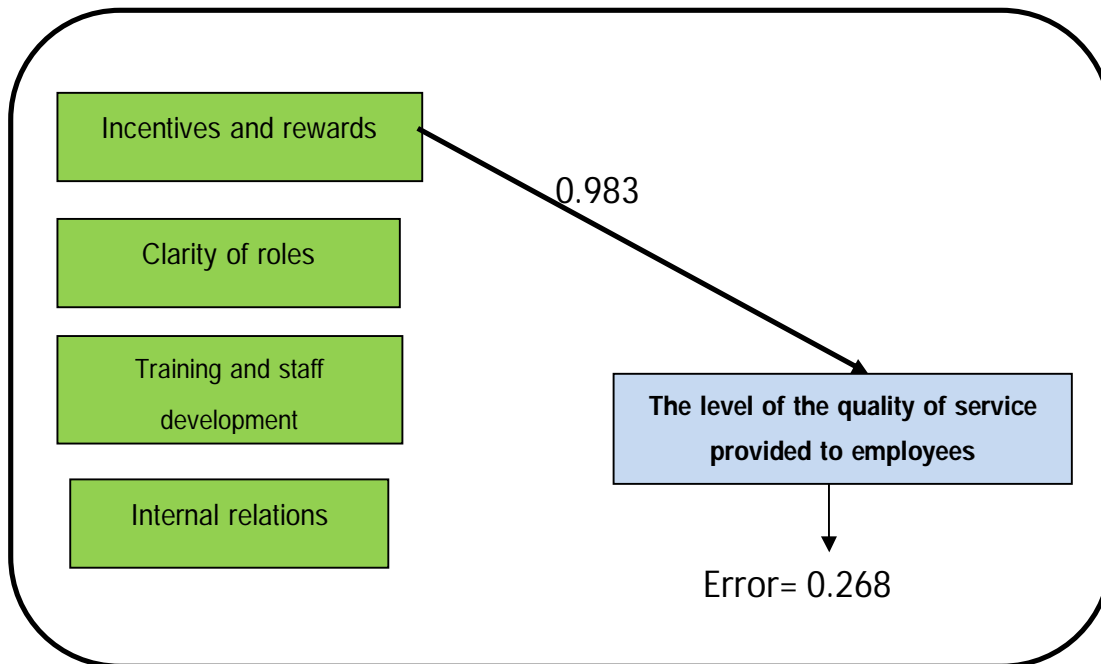 Incentives and rewards
0.983
Clarity of roles
Training and staff
development
The level of the quality of service
provided to employees
Internal relations
Error= 0.268